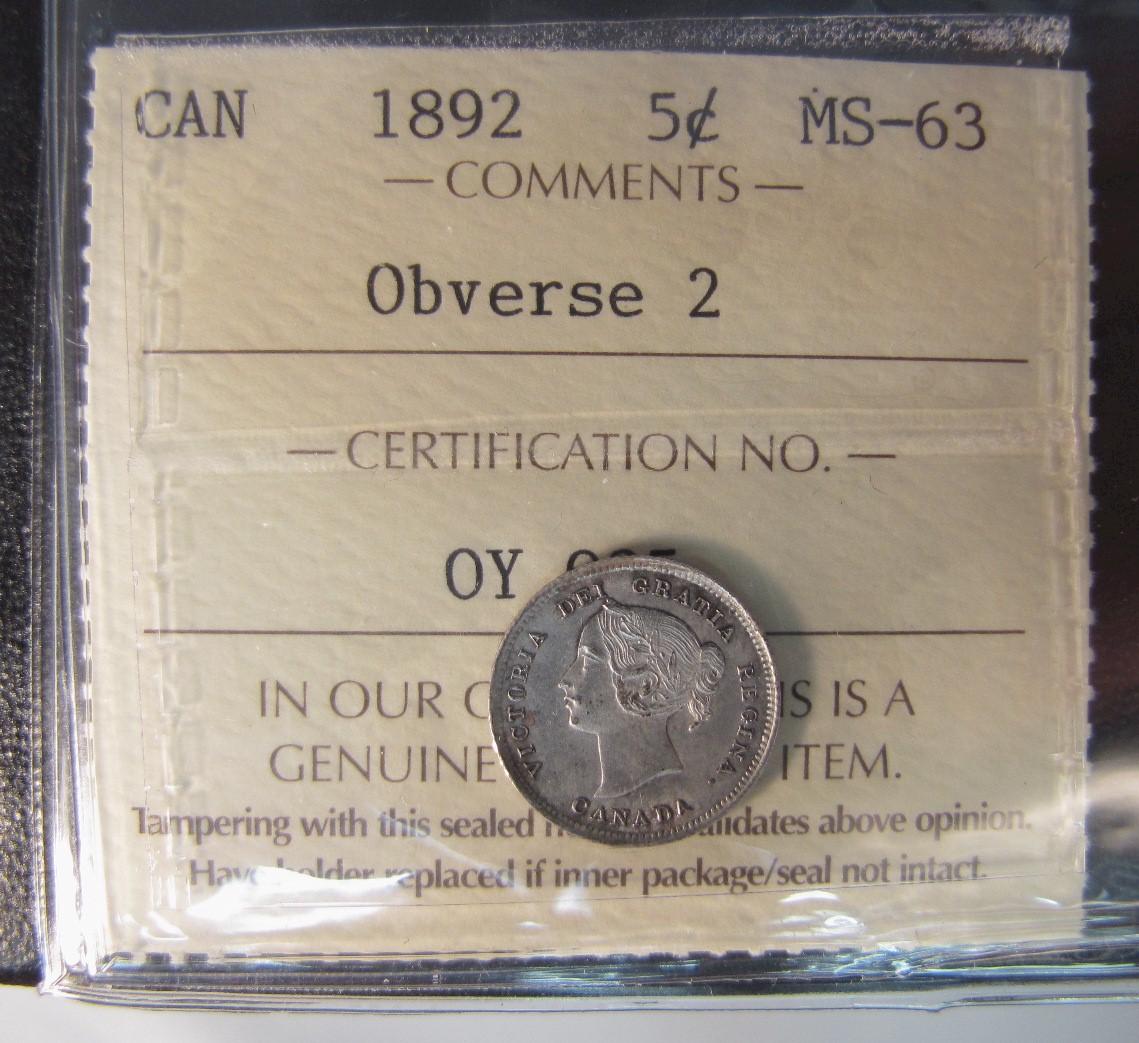 CAN 1892 5¢ MS-63
— COMMENTS —
Obverse 2
— CERTIFICATION NO. —
OY
IN OUR IS A
GENUINE ITEM.
Tampering with this sealed above opinion.
holder replaced if inner package/seal not intact.
VICTORIA DEI GRATIA REGINA.
CANADA